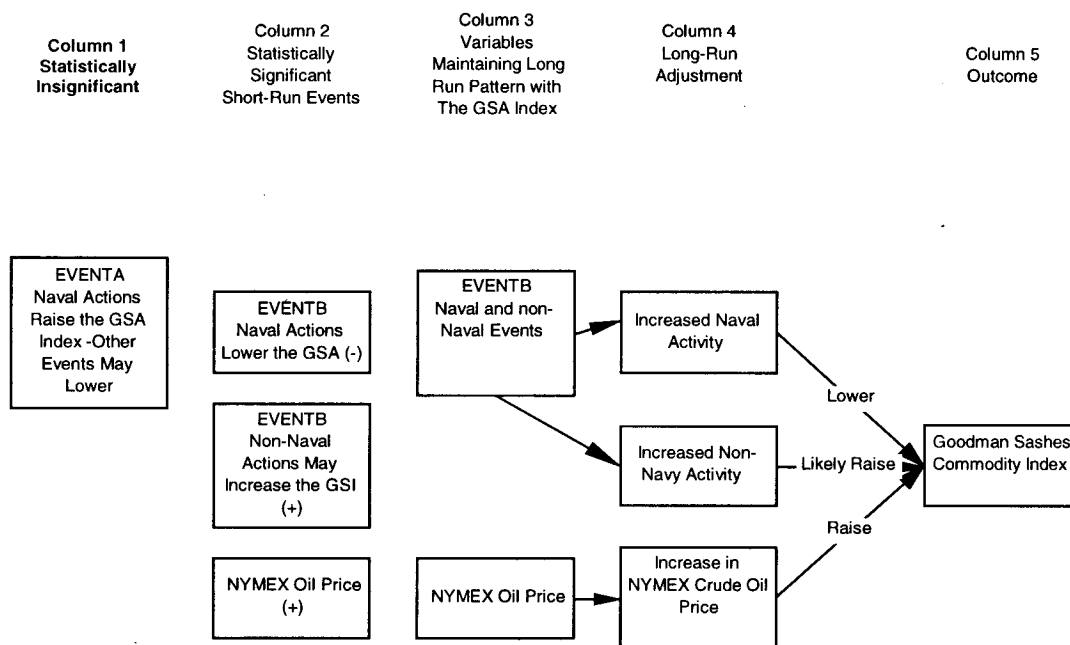 Column 1
Statistically
Insignificant
Column 2
Statistically
Significant
Short-Run Events
Column 3
Variables
Maintaining Long
Run Pattern with
The GSA Index
Column 4
Long-Run
Adjustment
Column 5
Outcome
EVENTA
Naval Actions
Raise the GSA
Index -Other
Events May
Lower
EVENTB
Naval Actions
Lower the GSA (-)
EVENTB
Non-Naval
Actions May
Increase the GSI
(+)
NYMEX Oil Price
(+)
EVENTB
Naval and non-
Naval Events
NYMEX Oil Price
Increased Naval
Activity
Increased Non-
Navy Activity
Increase in
NYMEX Crude Oil
Price
Lower
Likely Raise
Raise
Goodman Sashes
Commodity Index